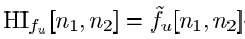 HI_{f_u}[n_1, n_2] = \tilde{f}_u[n_1, n_2]